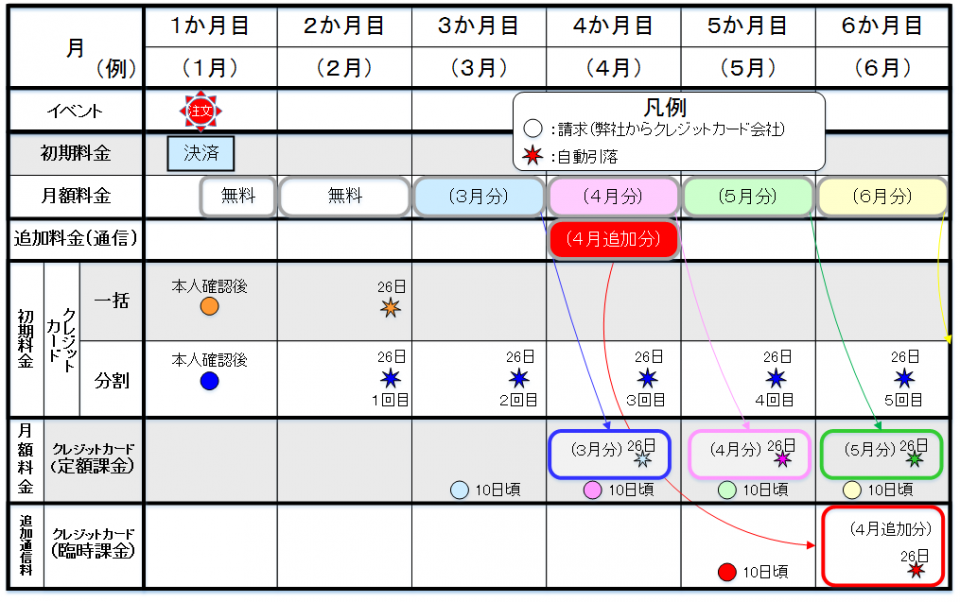 月
(例)
1か月目
2か月目
3か月目
4か月目
5か月目
6か月目
(1月)
(2月)
(3月)
(4月)
(5月)
(6月)
イベント
注文
凡例
:請求(弊社からクレジットカード会社)
:自動引落
初期料金
決済
月額料金
無料
無料
(3月分)
(4月分)
(5月分)
(6月分)
追加料金(通信)
(4月追加分)
初期料金
クレジット
カード
一括
本人確認後
26日
分割
本人確認後
26日
1回目
26日
2回目
26日
3回目
26日
4回目
26日
5回目
月額料金
クレジットカード
(定額課金)
(3月分)
26日
(4月分)
26日
(5月分)
26日
10日頃
10日頃
10日頃
10日頃
追加通信料
クレジットカード
(臨時課金)
(4月追加分)
26日
10日頃